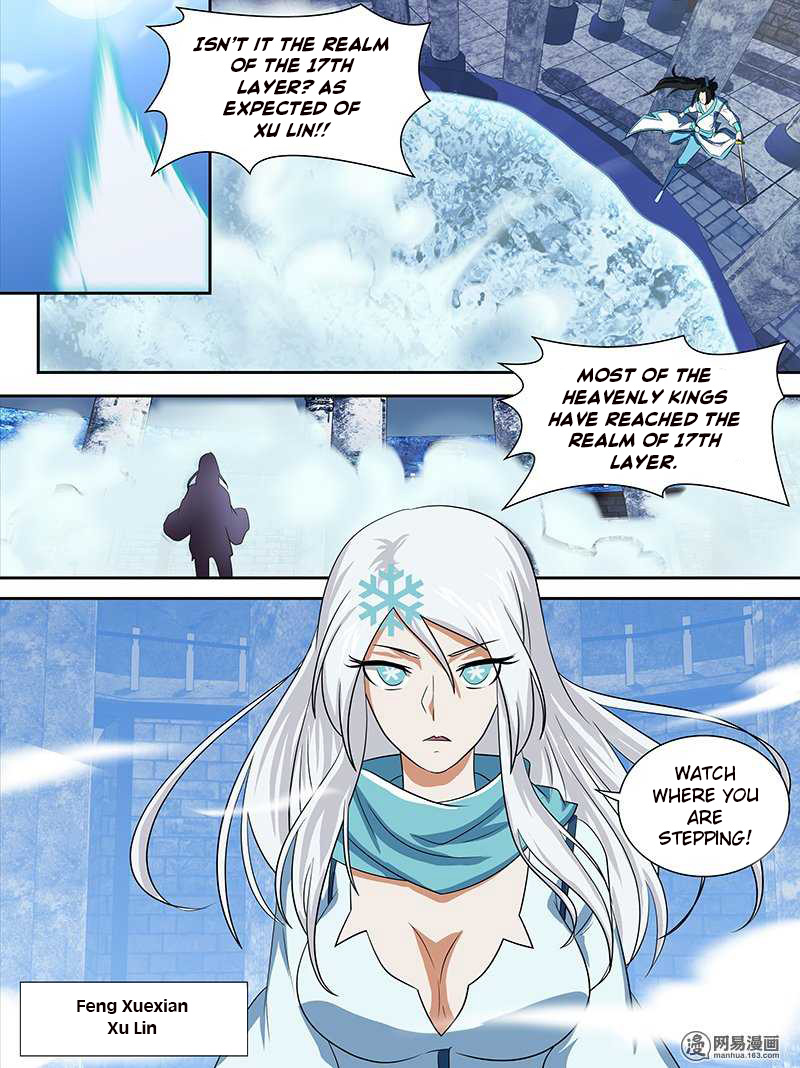 ISN'T IT THE REALM
OF THE 17TH
LAYER? AS
EXPECTED OF
XU LIN!!
MOST OF THE
HEAVENLY KINGS
HAVE REACHED THE
REALM OF 17TH
LAYER.
WATCH
WHERE YOU
ARE
STEPPING!
Feng Xuexian
Xu Lin
漫 网易漫画
manhua.163.com